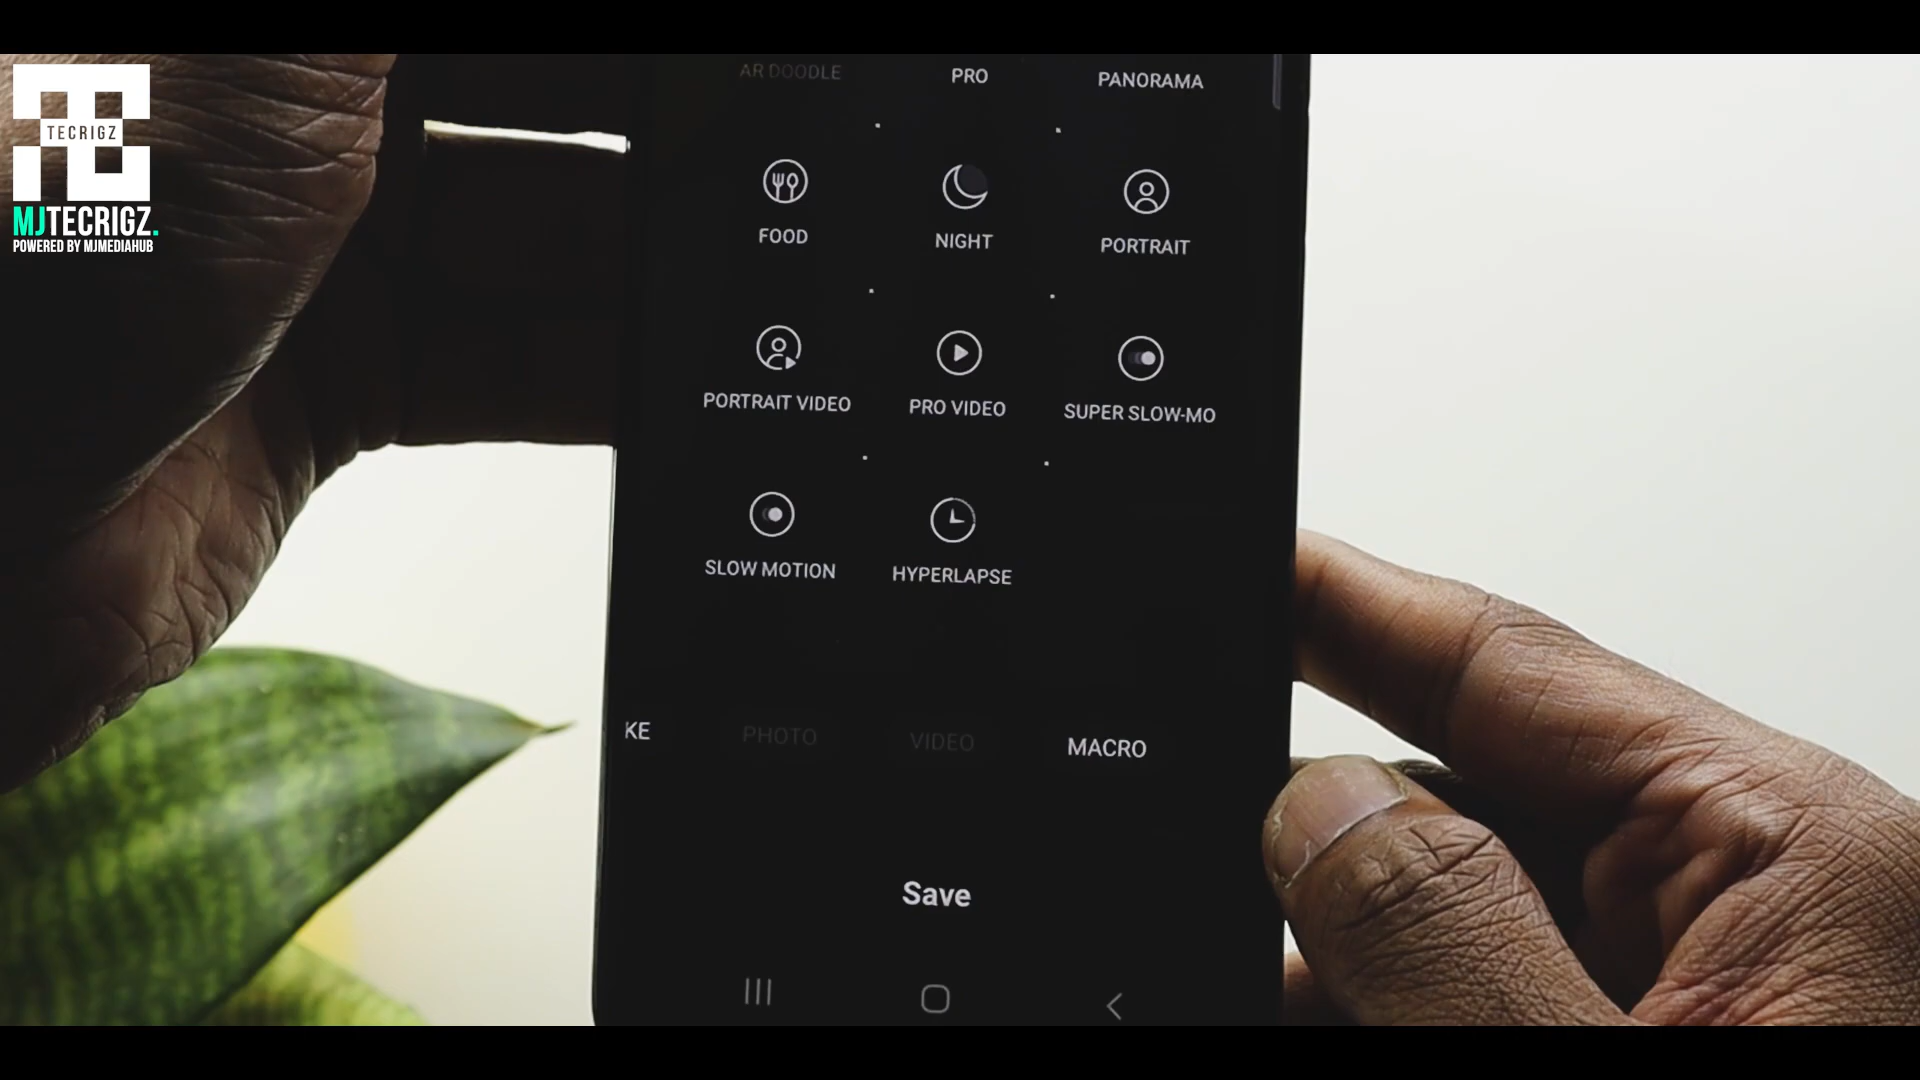 TECRIGZ
MJTECRIGZ.
POWERED BY MJMEDIAHUB
AR DOODLE
PRO
PANORAMA
FOOD
NIGHT
PORTRAIT
PORTRAIT VIDEO
PRO VIDEO
SUPER SLOW-MO
SLOW MOTION
HYPERLAPSE
KE
PHOTO
VIDEO
MACRO
Save